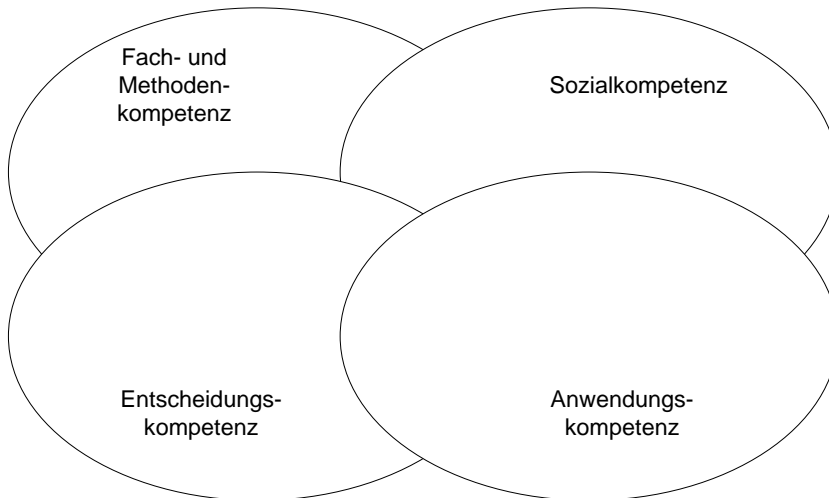 Fach- und
Methoden-
kompetenz
Sozialkompetenz
Entscheidungs-
kompetenz
Anwendungs-
kompetenz